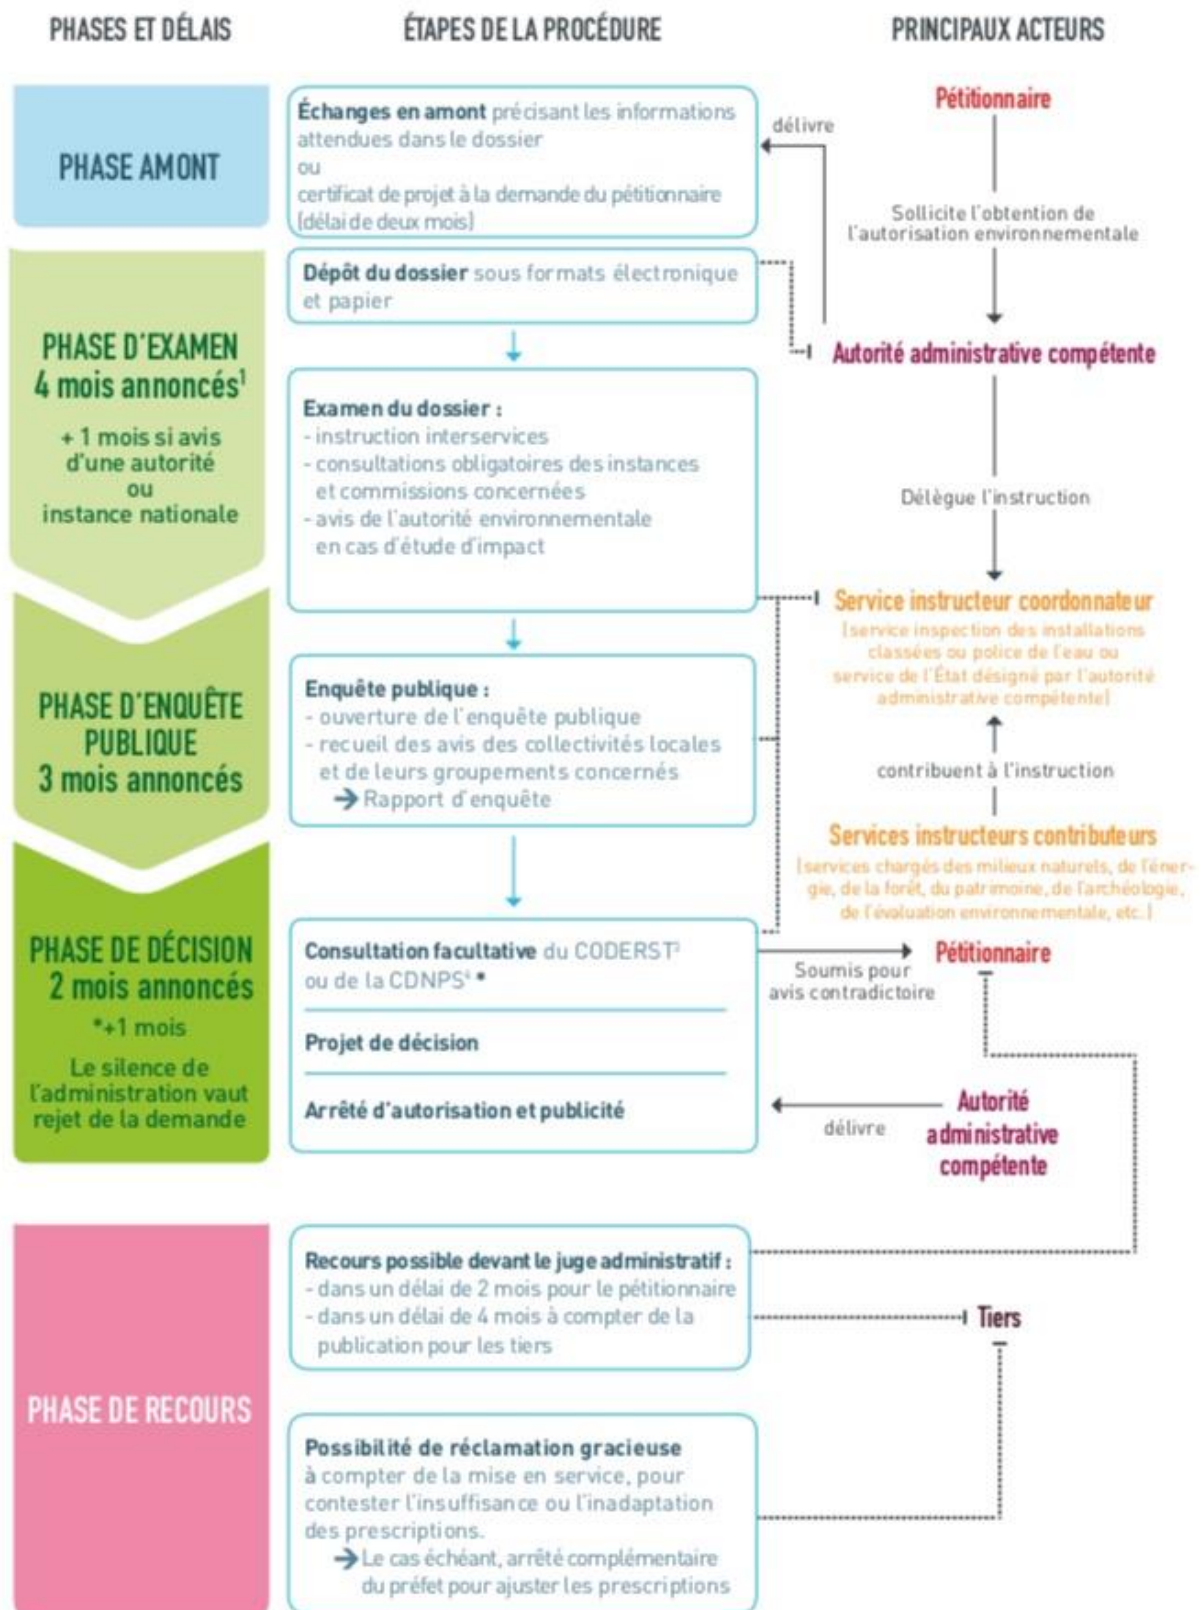 PHASES ET DÉLAIS
ÉTAPES DE LA PROCÉDURE
PRINCIPAUX ACTEURS
PHASE AMONT
Échanges en amont précisant les informations
attendues dans le dossier
ou
certificat de projet à la demande du pétitionnaire
(délai de deux mois)
délivre
Pétitionnaire
Sollicite l'obtention de
l'autorisation environnementale
PHASE D'EXAMEN
4 mois annoncés¹
+ 1 mois si avis
d'une autorité
ou
instance nationale
Dépôt du dossier sous formats électronique
et papier
Autorité administrative compétente
Examen du dossier :
- instruction interservices
- consultations obligatoires des instances
et commissions concernées
- avis de l'autorité environnementale
en cas d'étude d'impact
Délègue l'instruction
Service instructeur coordonnateur
(service inspection des installations
classées ou police de l'eau ou
service de l'État désigné par l'autorité
administrative compétente)
PHASE D'ENQUÊTE
PUBLIQUE
3 mois annoncés
Enquête publique :
- ouverture de l'enquête publique
- recueil des avis des collectivités locales
et de leurs groupements concernés
→ Rapport d'enquête
contribuent à l'instruction
Services instructeurs contributeurs
(services chargés des milieux naturels, de l'éner-
gie, de la forêt, du patrimoine, de l'archéologie,
de l'évaluation environnementale, etc.)
PHASE DE DÉCISION
2 mois annoncés
*+1 mois
Le silence de
l'administration vaut
rejet de la demande
Consultation facultative du CODERST³
ou de la CDNPS⁴ *
Projet de décision
Arrêté d'autorisation et publicité
Soumis pour
avis contradictoire
Pétitionnaire
délivre
Autorité
administrative
compétente
PHASE DE RECOURS
Recours possible devant le juge administratif :
- dans un délai de 2 mois pour le pétitionnaire
- dans un délai de 4 mois à compter de la
publication pour les tiers
Tiers
Possibilité de réclamation gracieuse
à compter de la mise en service, pour
contester l'insuffisance ou l'inadaptation
des prescriptions.
→ Le cas échéant, arrêté complémentaire
du préfet pour ajuster les prescriptions